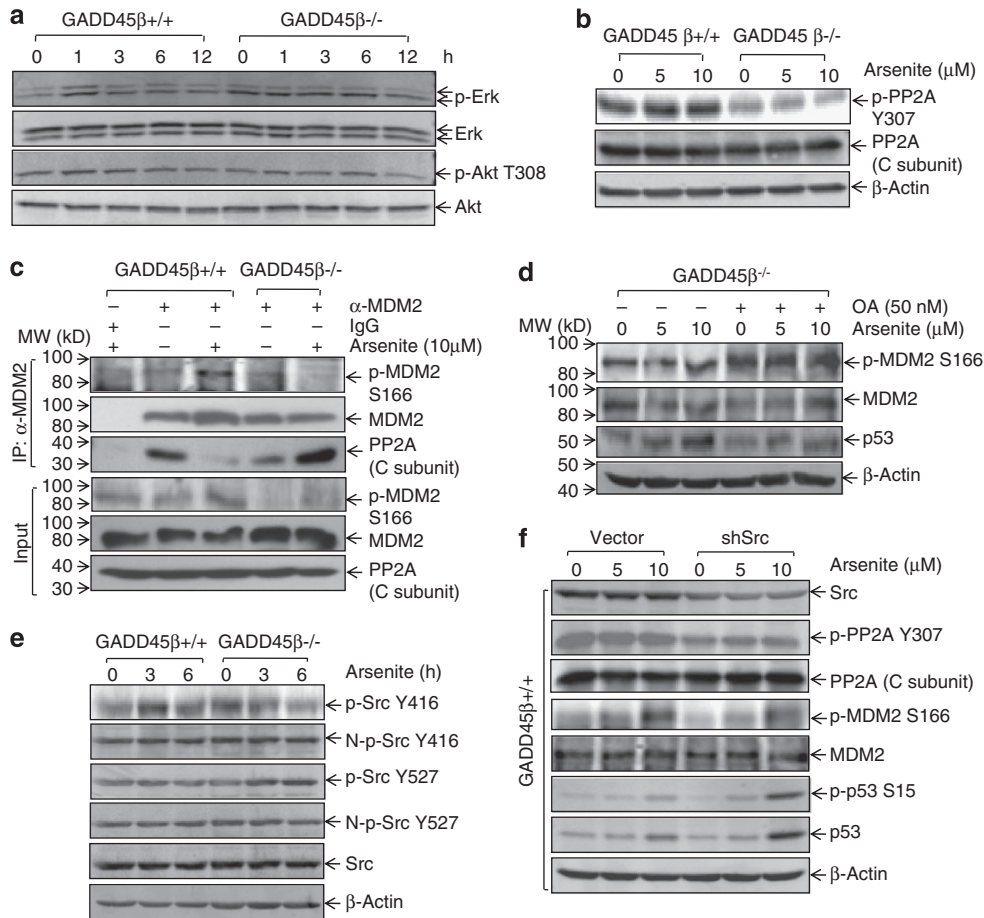 a
GADD45β+/+ GADD45β-/-
0 1 3 6 12 0 1 3 6 12 h
p-Erk
Erk
p-Akt T308
Akt
b
GADD45 β+/+ GADD45 β-/-
0 5 10 0 5 10 Arsenite (μM)
p-PP2A
Y307
PP2A
(C subunit)
β-Actin
c
GADD45β+/+ GADD45β-/-
– + + + + α-MDM2
+ – – – – IgG
MW (kD) + – + – + Arsenite (10μM)
IP: α-MDM2
100
80
p-MDM2
S166
100
80
MDM2
40
30
PP2A
(C subunit)
Input
100
80
p-MDM2
S166
100
80
MDM2
40
30
PP2A
(C subunit)
d
GADD45β-/-
– – – + + + OA (50 nM)
MW (kD) 0 5 10 0 5 10 Arsenite (μM)
100
80
p-MDM2 S166
100
80
MDM2
50
p53
50
40
β-Actin
e
GADD45β+/+ GADD45β-/-
0 3 6 0 3 6 Arsenite (h)
p-Src Y416
N-p-Src Y416
p-Src Y527
N-p-Src Y527
Src
β-Actin
f
Vector shSrc
0 5 10 0 5 10 Arsenite (μM)
GADD45β+/+
Src
p-PP2A Y307
PP2A (C subunit)
p-MDM2 S166
MDM2
p-p53 S15
p53
β-Actin